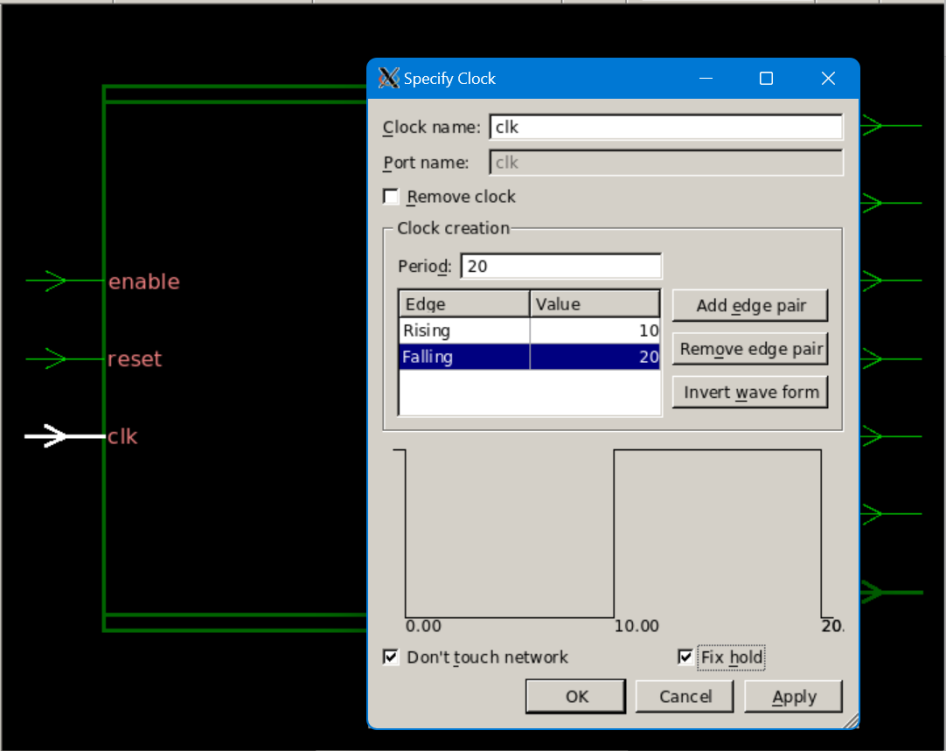 Specify Clock
Clock name: clk
Port name: clk
Remove clock
Clock creation
Period: 20
Edge Value
Rising 10
Falling 20
Add edge pair
Remove edge pair
Invert wave form
enable
reset
clk
0.00 10.00 20.
Don't touch network Fix hold
OK Cancel Apply